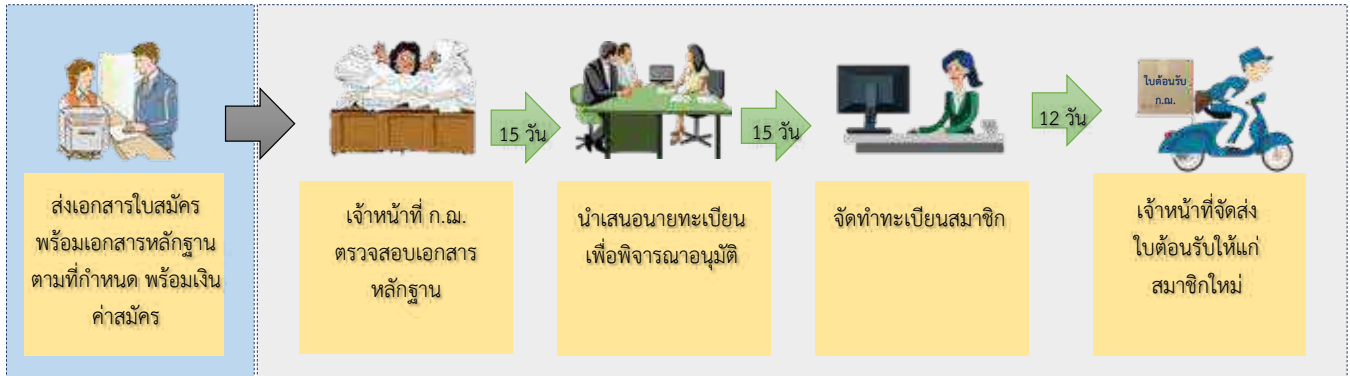 ส่งเอกสารใบสมัคร
พร้อมเอกสารหลักฐาน
ตามที่กำหนด พร้อมเงิน
ค่าสมัคร
เจ้าหน้าที่ ก.ฌ.
ตรวจสอบเอกสาร
หลักฐาน
15 วัน
นำเสนอนายทะเบียน
เพื่อพิจารณาอนุมัติ
15 วัน
จัดทำทะเบียนสมาชิก
12 วัน
ใบต้อนรับ
ก.ฌ.
เจ้าหน้าที่จัดส่ง
ใบต้อนรับให้แก่
สมาชิกใหม่